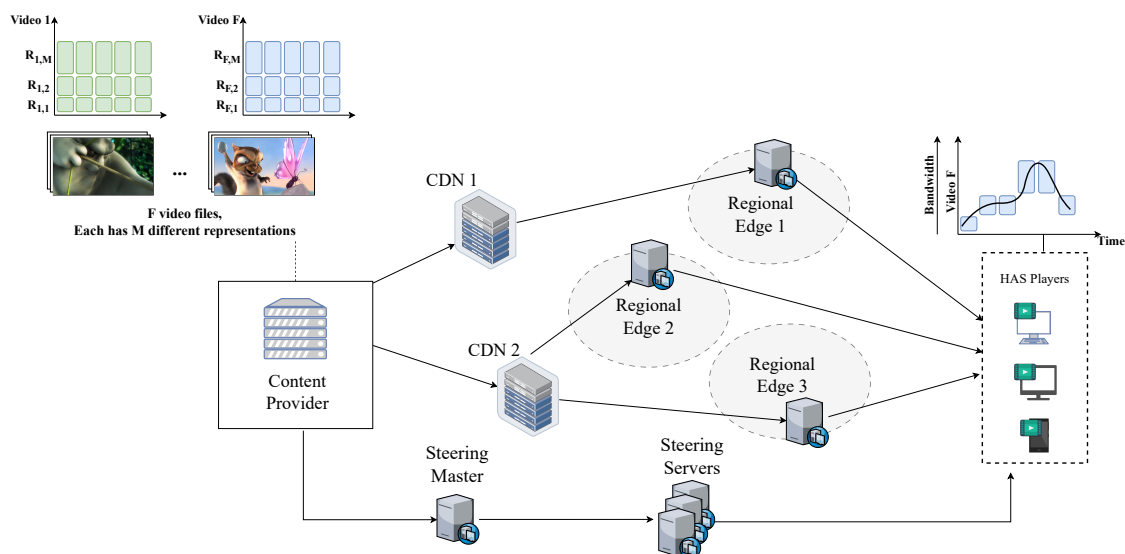 Video 1
R1,M
R1,2
R1,1
Video F
RF,M
RF,2
RF,1
...
F video files,
Each has M different representations
Content
Provider
CDN 1
CDN 2
Regional
Edge 1
Regional
Edge 2
Regional
Edge 3
Steering
Master
Steering
Servers
Bandwidth
Video F
Time
HAS Players